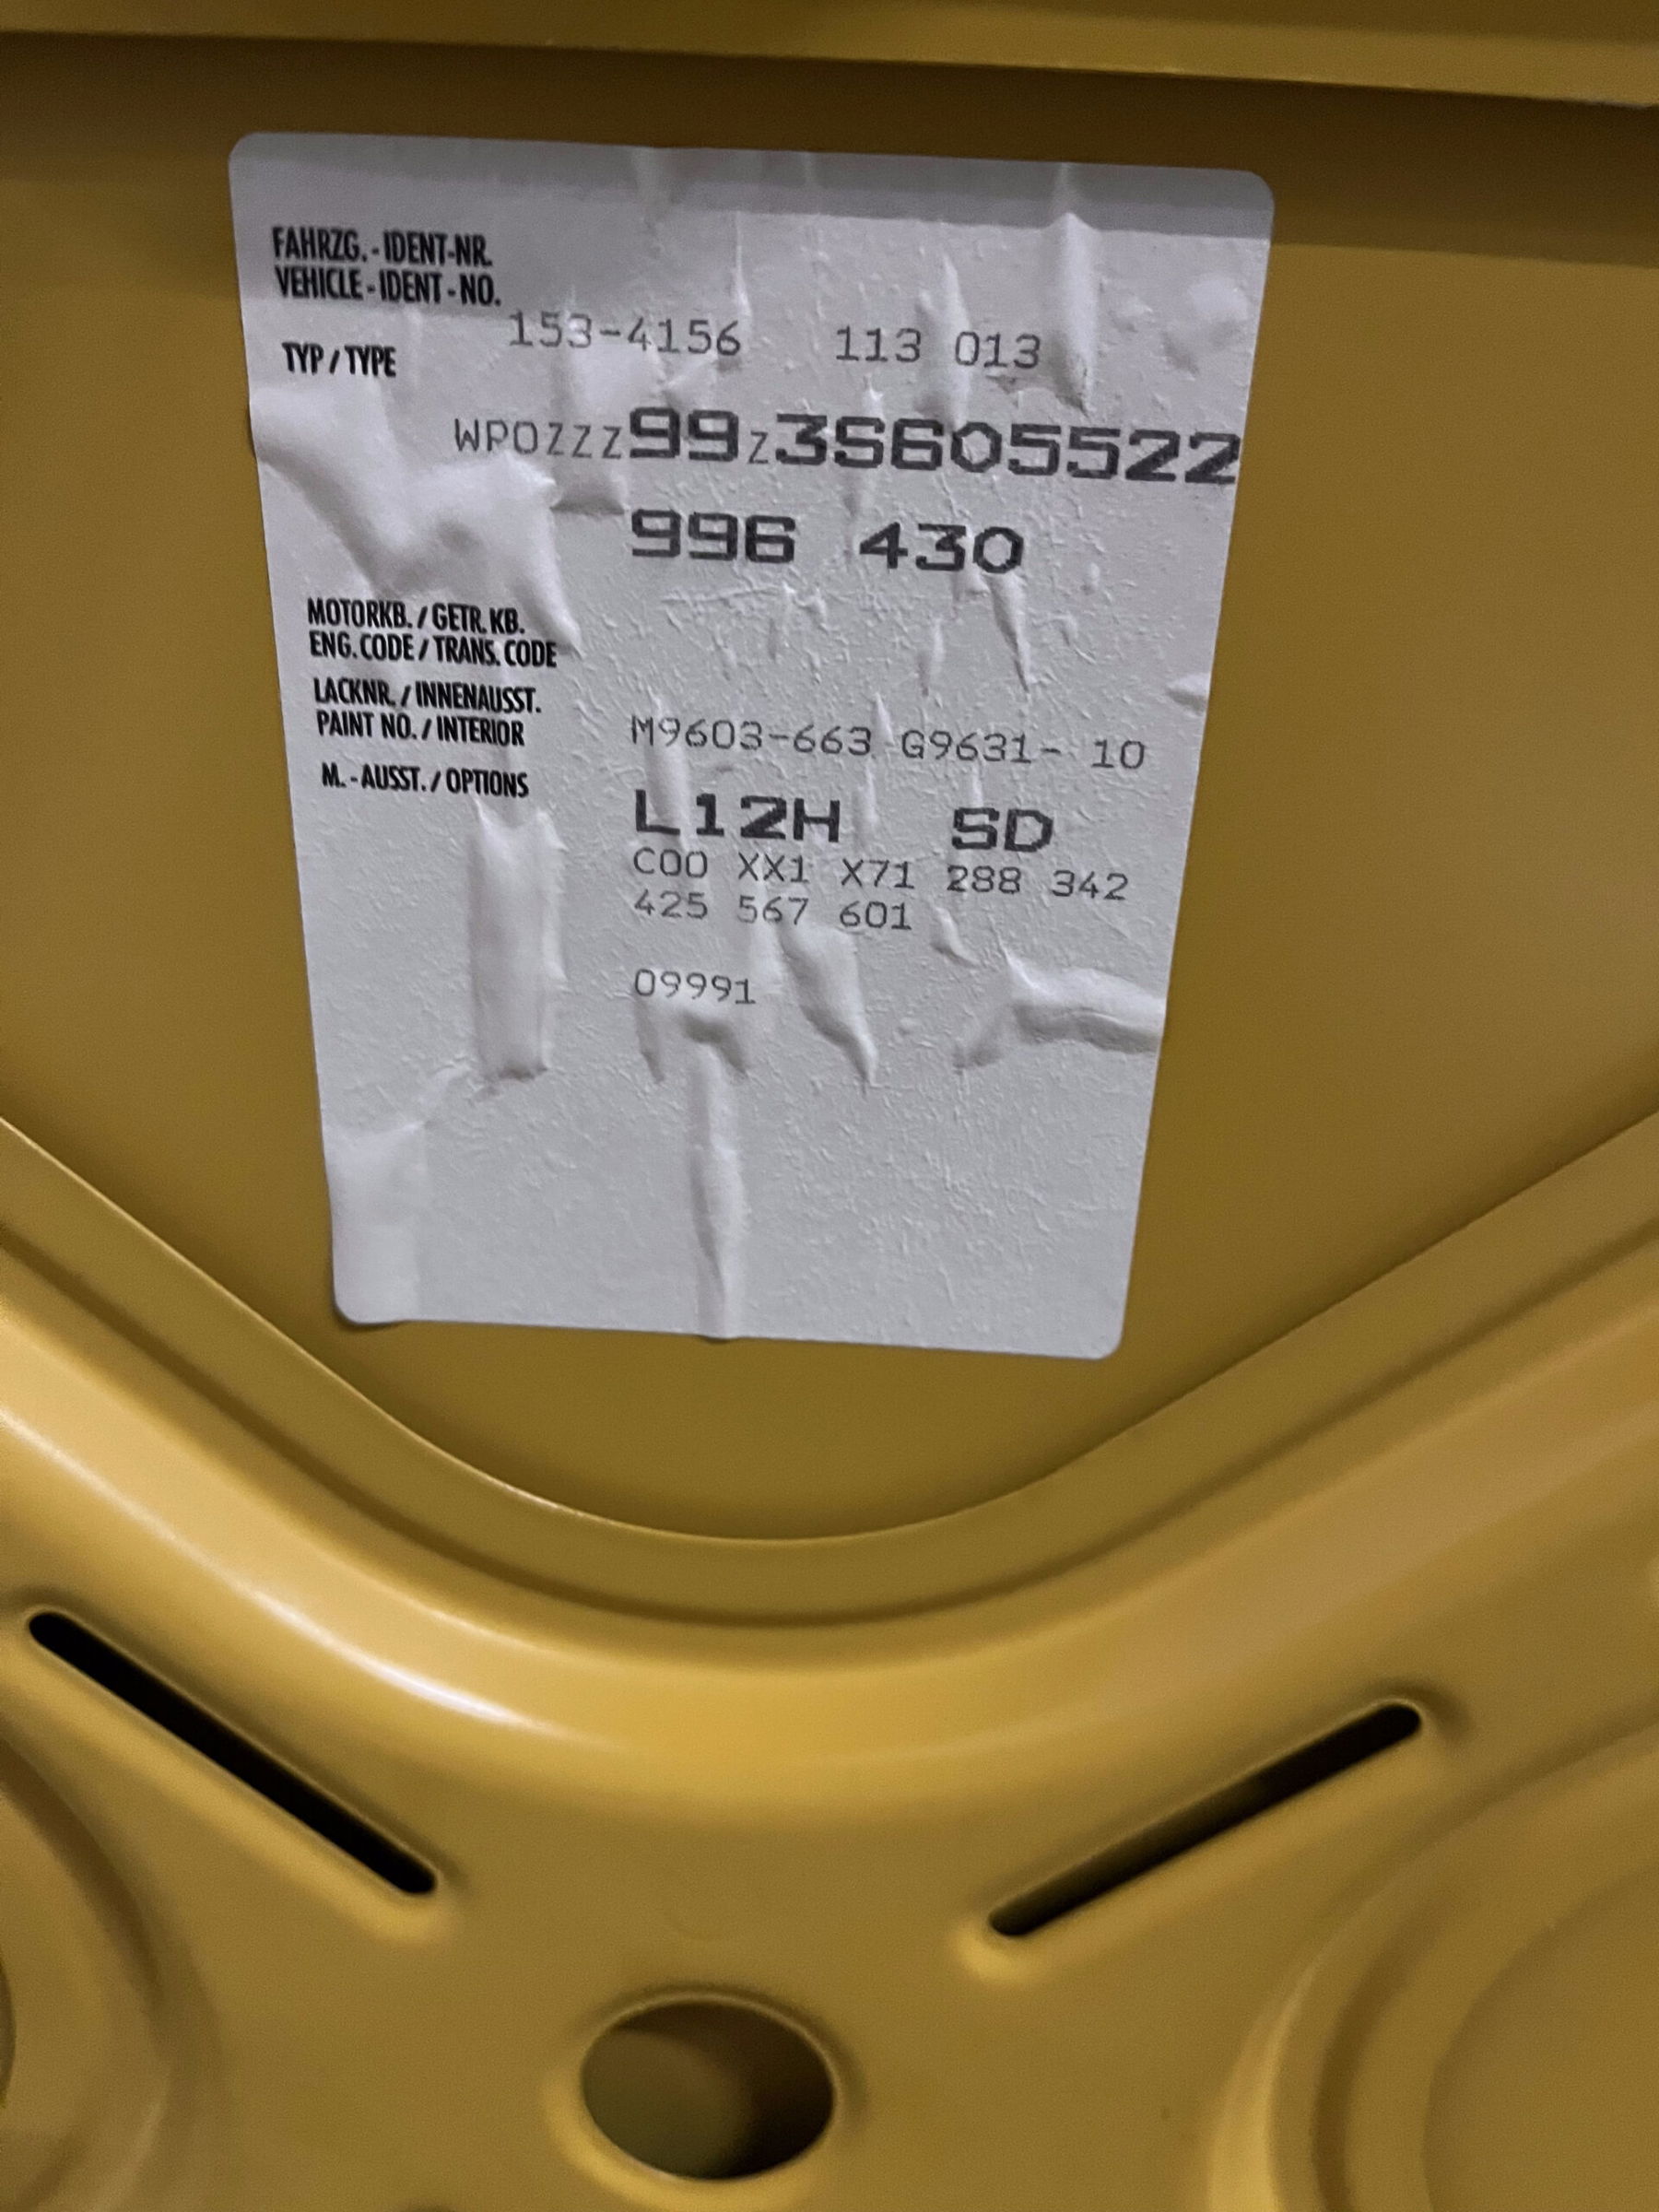 FAHRZG.-IDENT-NR.
VEHICLE-IDENT-NO.
153-4156 113 013
TYP / TYPE
WP0ZZZ99Z3S605522
996 430
MOTORKB. / GETR. KB.
ENG. CODE / TRANS. CODE
LACKNR. / INNENAUSST.
PAINT NO. / INTERIOR
M9603-663 G9631- 10
M.-AUSST. / OPTIONS
L12H SD
C00 XX1 X71 288 342
425 567 601
09991